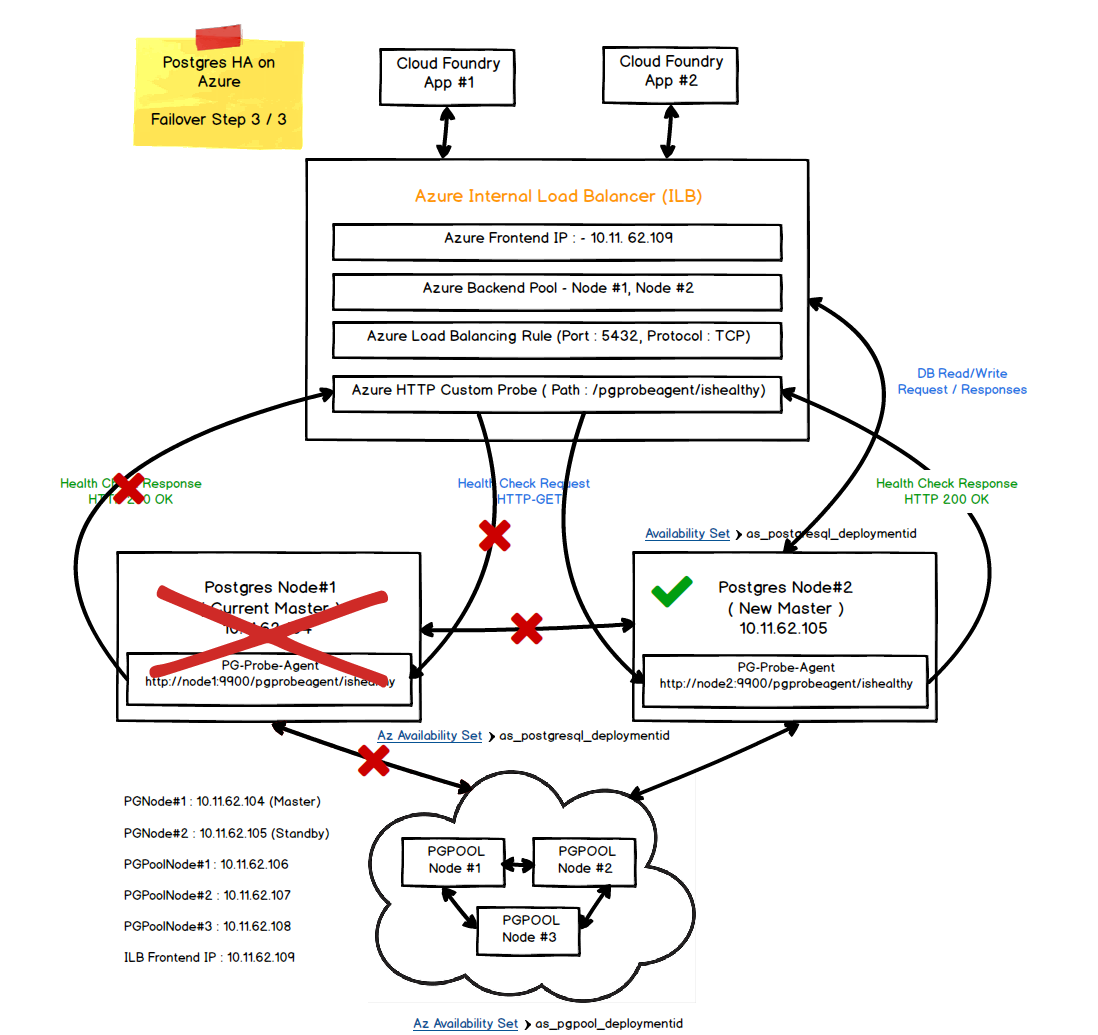 Postgres HA on
Azure
Failover Step 3 / 3
Cloud Foundry
App #1
Cloud Foundry
App #2
Azure Internal Load Balancer (ILB)
Azure Frontend IP : - 10.11. 62.109
Azure Backend Pool - Node #1, Node #2
Azure Load Balancing Rule (Port : 5432, Protocol : TCP)
Azure HTTP Custom Probe ( Path : /pgprobeagent/ishealthy)
DB Read/Write
Request / Responses
Health Check Response
HTTP 200 OK
Health Check Request
HTTP-GET
Health Check Response
HTTP 200 OK
Availability Set > as_postgresql_deploymentid
Postgres Node#1
( Current Master )
10.11.62.104
PG-Probe-Agent
http://node1:9900/pgprobeagent/ishealthy
Postgres Node#2
( New Master )
10.11.62.105
PG-Probe-Agent
http://node2:9900/pgprobeagent/ishealthy
Az Availability Set > as_postgresql_deploymentid
PGNode#1 : 10.11.62.104 (Master)
PGNode#2 : 10.11.62.105 (Standby)
PGPoolNode#1 : 10.11.62.106
PGPoolNode#2 : 10.11.62.107
PGPoolNode#3 : 10.11.62.108
ILB Frontend IP : 10.11.62.109
PGPOOL
Node #1
PGPOOL
Node #2
PGPOOL
Node #3
Az Availability Set > as_pgpool_deploymentid